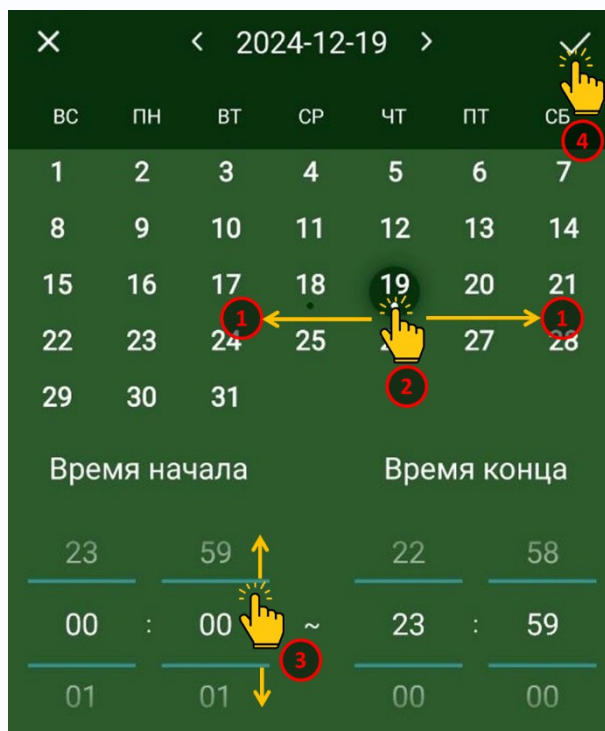 2024-12-19
ВС ПН ВТ СР ЧТ ПТ СБ
4
1 2 3 4 5 6 7
8 9 10 11 12 13 14
15 16 17 18 19 20 21
1 1
22 23 24 25 27 28
2
29 30 31
Время начала Время конца
23 59 22 58
00 : 00 ~ 23 : 59
3
01 01 00 00